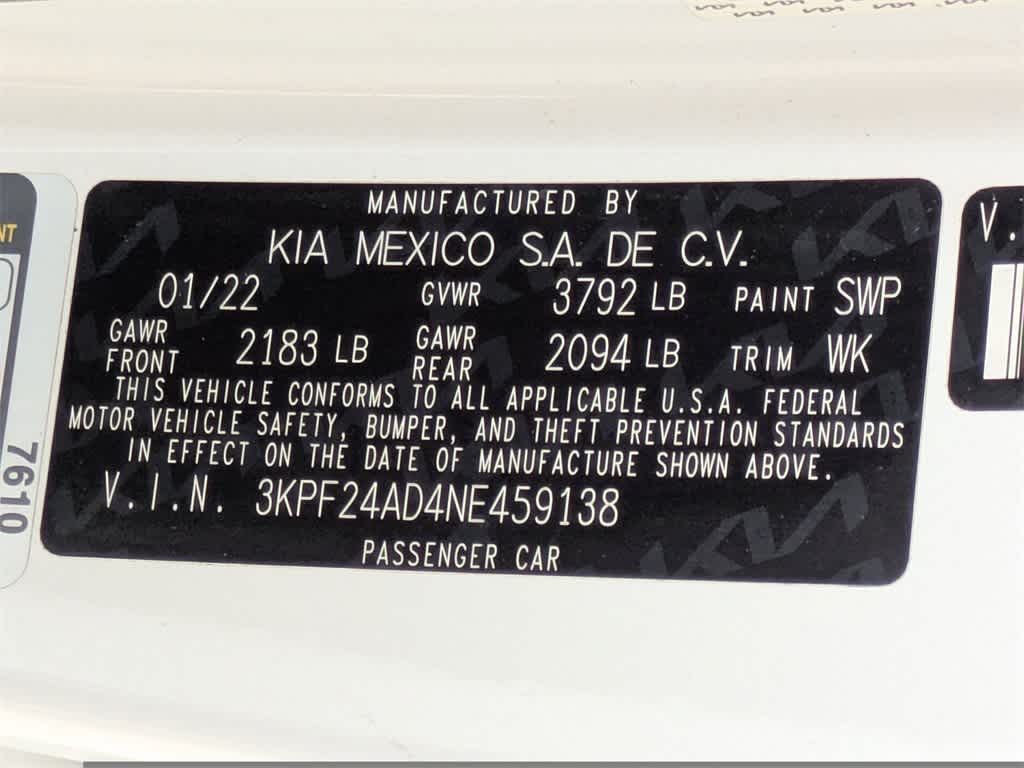 MANUFACTURED BY
KIA MEXICO S.A. DE C.V.
01/22 GVWR 3792 LB PAINT SWP
GAWR FRONT 2183 LB GAWR REAR 2094 LB TRIM WK
THIS VEHICLE CONFORMS TO ALL APPLICABLE U.S.A. FEDERAL
MOTOR VEHICLE SAFETY, BUMPER, AND THEFT PREVENTION STANDARDS
IN EFFECT ON THE DATE OF MANUFACTURE SHOWN ABOVE.
V.I.N. 3KPF24AD4NE459138
PASSENGER CAR
NT
7610
V.